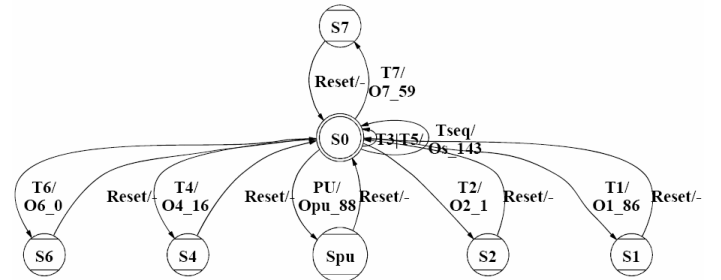 S7
Reset/-
T7/
O7_59
S0
T3|T5/
Tseq/
Os_143
T6/
O6_0
Reset/-
T4/
O4_16
Reset/-
PU/
Opu_88
Reset/-
T2/
O2_1
Reset/-
T1/
O1_86
Reset/-
S6
S4
Spu
S2
S1